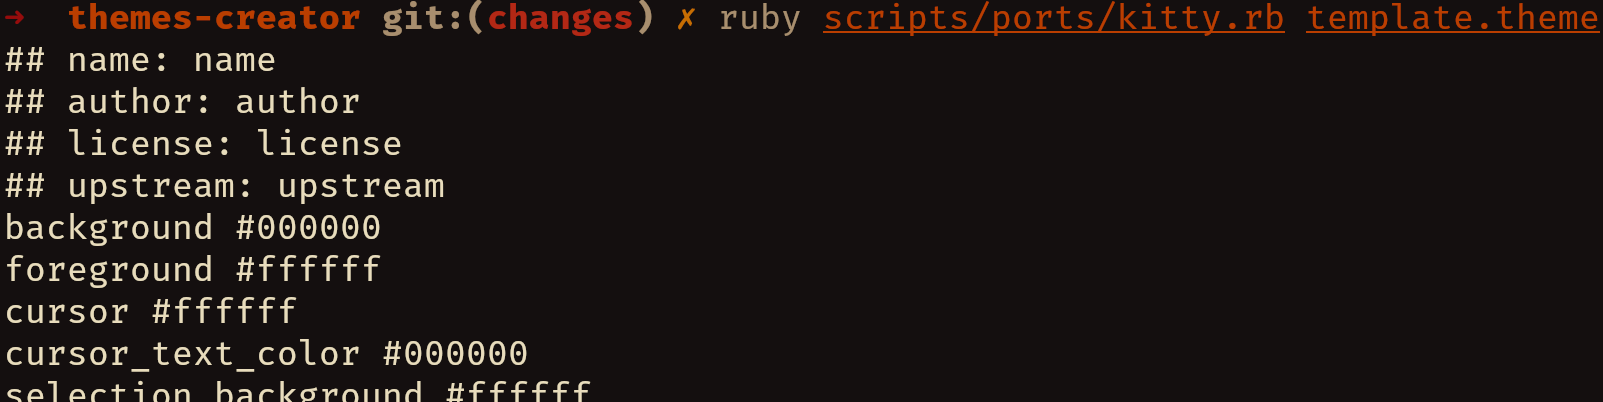 ➜  themes-creator git:(changes) ✗ ruby scripts/ports/kitty.rb template.theme
## name: name
## author: author
## license: license
## upstream: upstream
background #000000
foreground #ffffff
cursor #ffffff
cursor_text_color #000000
selection_background #ffffff